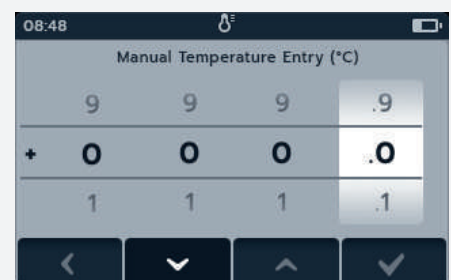 08:48
Manual Temperature Entry (°C)
9 9 9 .9
+ 0 0 0 .0
1 1 1 .1